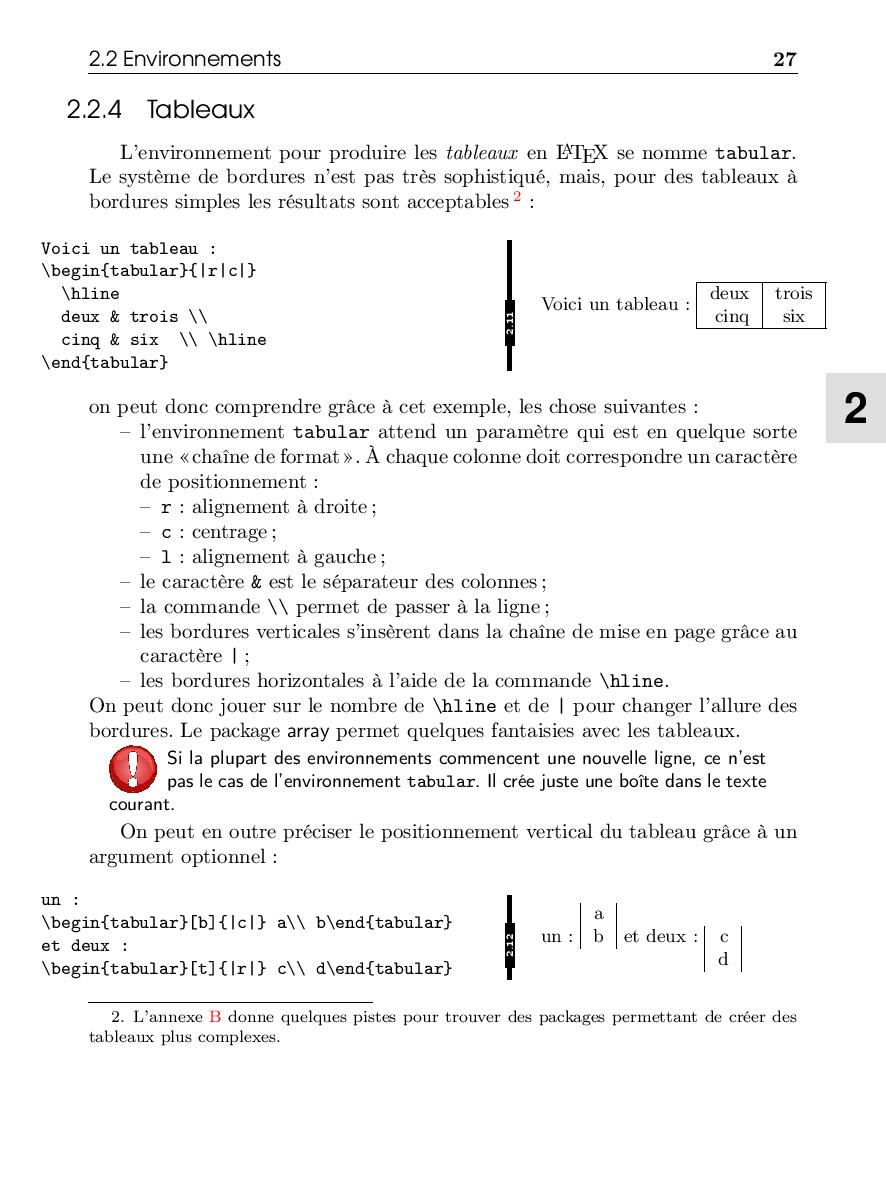 2.2 Environnements 27
2.2.4 Tableaux
L'environnement pour produire les tableaux en LATEX se nomme tabular.
Le système de bordures n'est pas très sophistiqué, mais, pour des tableaux à
bordures simples les résultats sont acceptables 2 :
Voici un tableau :
\begin{tabular}{|r|c|}
  \hline
  deux & trois \\
  cinq & six  \\ \hline
\end{tabular}
2.11
Voici un tableau :
deux trois
cinq six
2
on peut donc comprendre grâce à cet exemple, les chose suivantes :
– l'environnement tabular attend un paramètre qui est en quelque sorte
une « chaîne de format ». À chaque colonne doit correspondre un caractère
de positionnement :
– r : alignement à droite ;
– c : centrage ;
– l : alignement à gauche ;
– le caractère & est le séparateur des colonnes ;
– la commande \\ permet de passer à la ligne ;
– les bordures verticales s'insèrent dans la chaîne de mise en page grâce au
caractère | ;
– les bordures horizontales à l'aide de la commande \hline.
On peut donc jouer sur le nombre de \hline et de | pour changer l'allure des
bordures. Le package array permet quelques fantaisies avec les tableaux.
Si la plupart des environnements commencent une nouvelle ligne, ce n'est
pas le cas de l'environnement tabular. Il crée juste une boîte dans le texte
courant.
On peut en outre préciser le positionnement vertical du tableau grâce à un
argument optionnel :
un :
\begin{tabular}[b]{|c|} a\\ b\end{tabular}
et deux :
\begin{tabular}[t]{|r|} c\\ d\end{tabular}
2.12
a
un : b et deux : c
d
2. L'annexe B donne quelques pistes pour trouver des packages permettant de créer des
tableaux plus complexes.